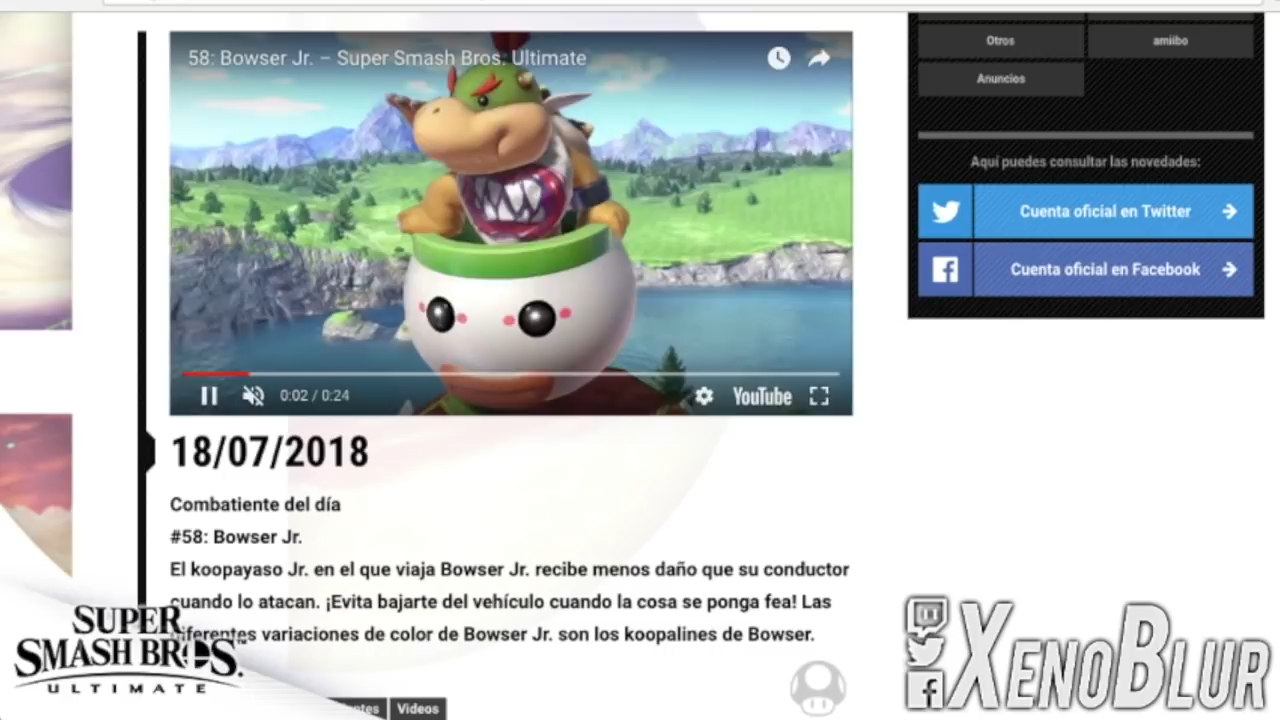 58: Bowser Jr. – Super Smash Bros. Ultimate
0:02 / 0:24
YouTube
18/07/2018
Combatiente del día
#58: Bowser Jr.
El koopayaso Jr. en el que viaja Bowser Jr. recibe menos daño que su conductor
cuando lo atacan. ¡Evita bajarte del vehículo cuando la cosa se ponga fea! Las
diferentes variaciones de color de Bowser Jr. son los koopalines de Bowser.
Videos
Otros
amiibo
Anuncios
Aquí puedes consultar las novedades:
Cuenta oficial en Twitter
Cuenta oficial en Facebook
SUPER
SMASH BROS.
ULTIMATE
XENOBLUR